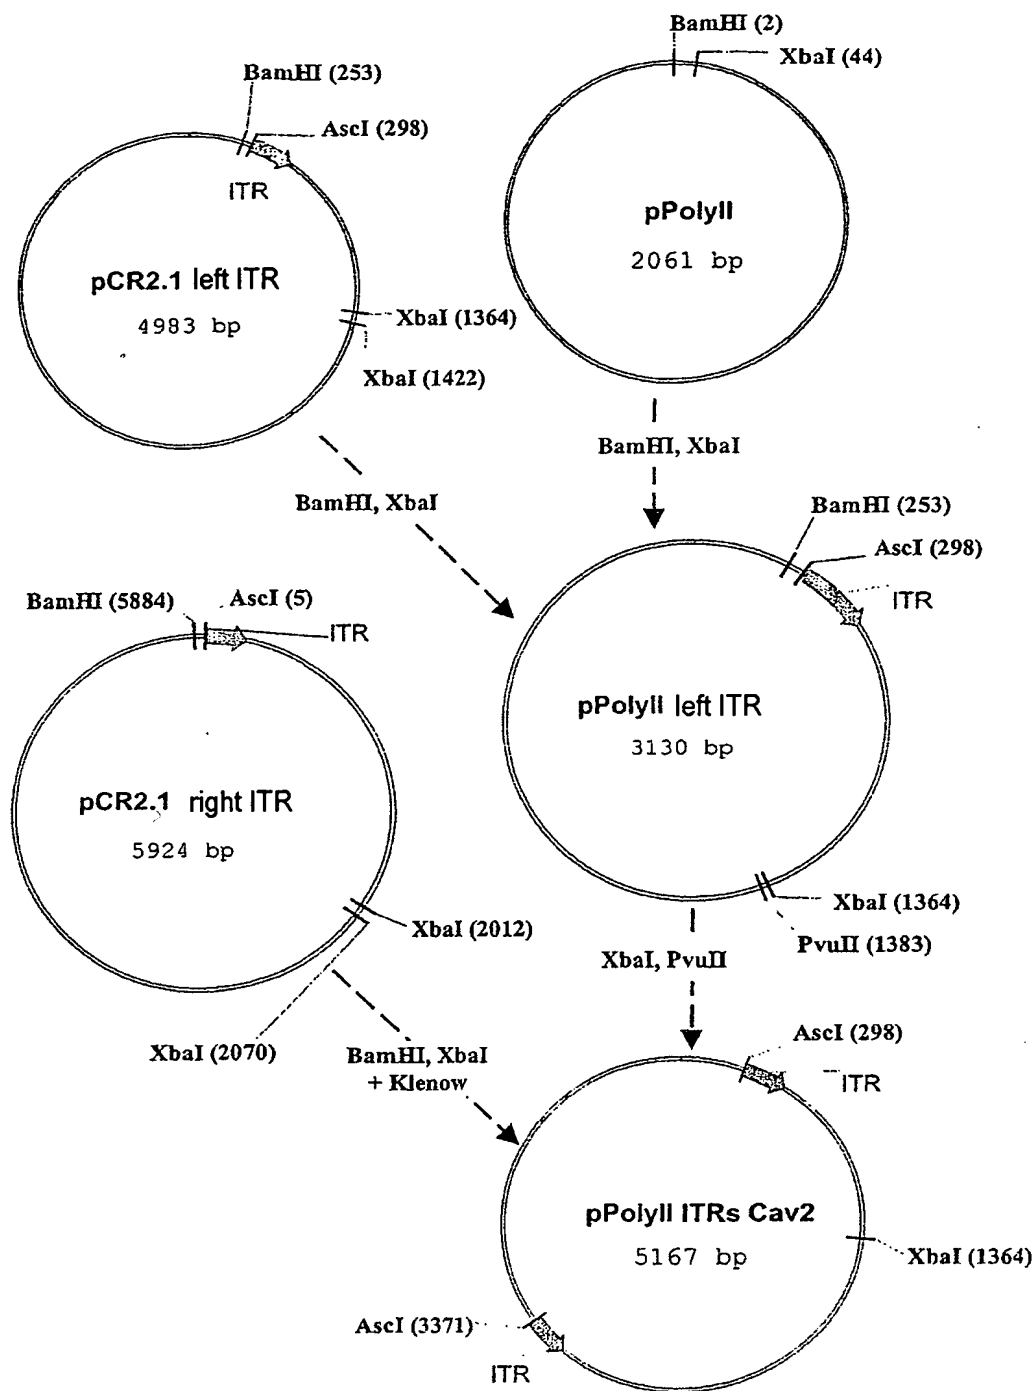 BamHI (2)
XbaI (44)
BamHI (253)
AscI (298)
ITR
pPolyII
2061 bp
pCR2.1 left ITR
4983 bp
XbaI (1364)
XbaI (1422)
BamHI, XbaI
BamHI, XbaI
BamHI (253)
AscI (298)
ITR
BamHI (5884)
AscI (5)
ITR
pPolyII left ITR
3130 bp
pCR2.1 right ITR
5924 bp
XbaI (1364)
XbaI (2012)
PvuII (1383)
XbaI, PvuII
XbaI (2070)
BamHI, XbaI
+ Klenow
AscI (298)
ITR
pPolyII ITRs Cav2
5167 bp
XbaI (1364)
AscI (3371)
ITR